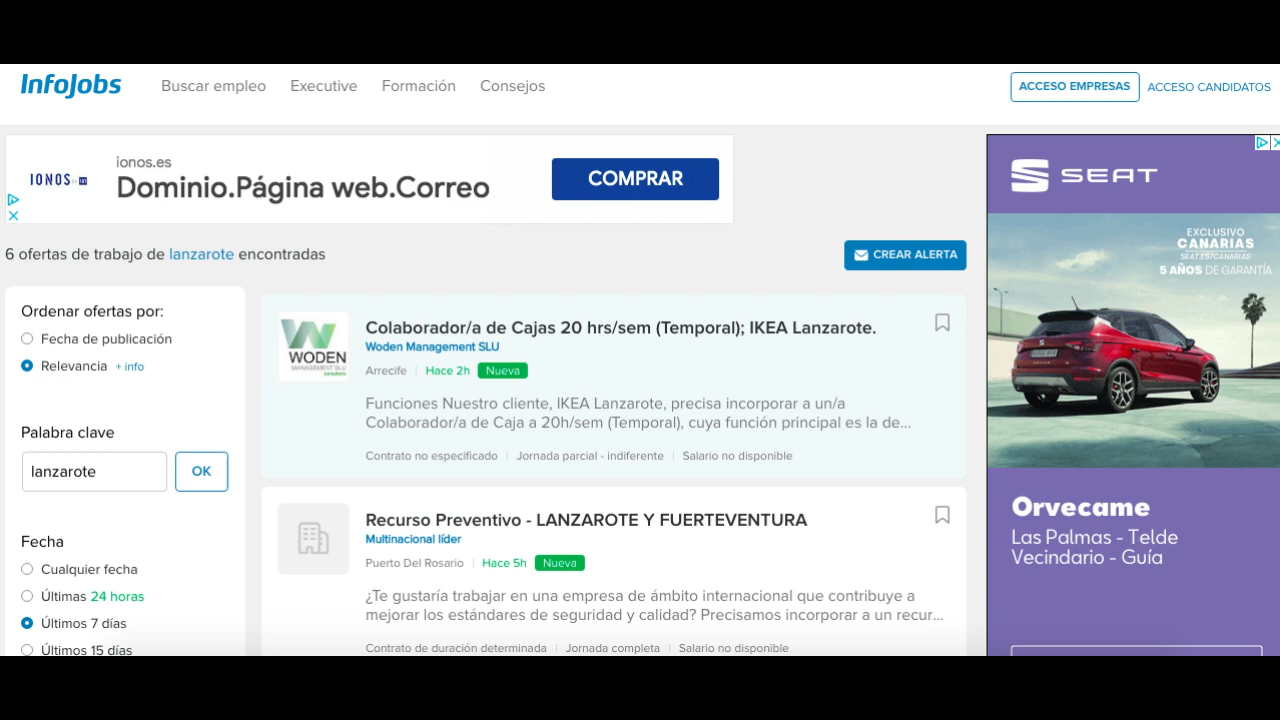 InfoJobs
Buscar empleo Executive Formación Consejos
ACCESO EMPRESAS ACCESO CANDIDATOS
IONOS
ionos.es
Dominio.Página web.Correo
COMPRAR
6 ofertas de trabajo de lanzarote encontradas
CREAR ALERTA
Ordenar ofertas por:
Fecha de publicación
Relevancia + info
Palabra clave
lanzarote OK
Fecha
Cualquier fecha
Últimas 24 horas
Últimos 7 días
Últimos 15 días
WODEN
MANAGEMENT SLU
Colaborador/a de Cajas 20 hrs/sem (Temporal); IKEA Lanzarote.
Woden Management SLU
Arrecife Hace 2h Nueva
Funciones Nuestro cliente, IKEA Lanzarote, precisa incorporar a un/a
Colaborador/a de Caja a 20h/sem (Temporal), cuya función principal es la de...
Contrato no especificado Jornada parcial - indiferente Salario no disponible
Recurso Preventivo - LANZAROTE Y FUERTEVENTURA
Multinacional líder
Puerto Del Rosario Hace 5h Nueva
¿Te gustaría trabajar en una empresa de ámbito internacional que contribuye a
mejorar los estándares de seguridad y calidad? Precisamos incorporar a un recur...
Contrato de duración determinada Jornada completa Salario no disponible
SEAT
EXCLUSIVO
CANARIAS
SEAT.ES/CANARIAS
5 AÑOS DE GARANTÍA
Orvecame
Las Palmas - Telde
Vecindario - Guía